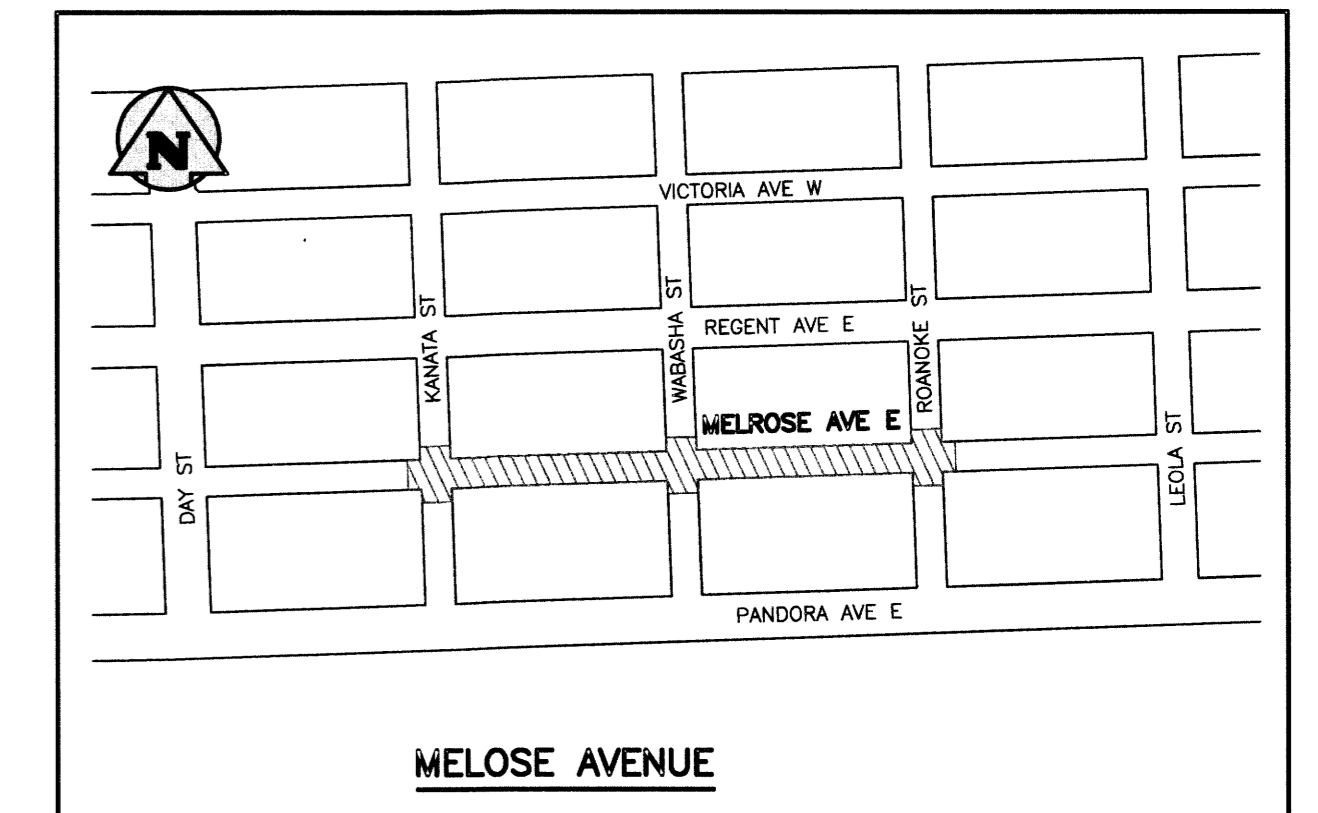 N
VICTORIA AVE W
KANATA ST
WABASHA ST
REGENT AVE E
ROANOKE ST
MELROSE AVE E
DAY ST
LEOLA ST
PANDORA AVE E
MELOSE AVENUE